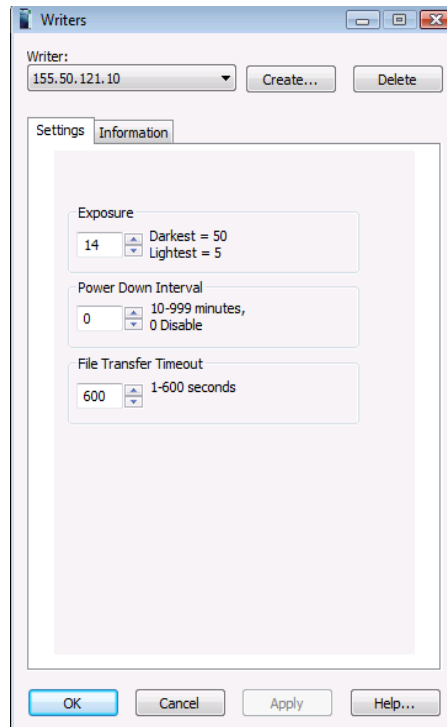 Writers
Writer:
155.50.121.10
Create...
Delete
Settings
Information
Exposure
14
Darkest = 50
Lightest = 5
Power Down Interval
0
10-999 minutes,
0 Disable
File Transfer Timeout
600
1-600 seconds
OK
Cancel
Apply
Help...